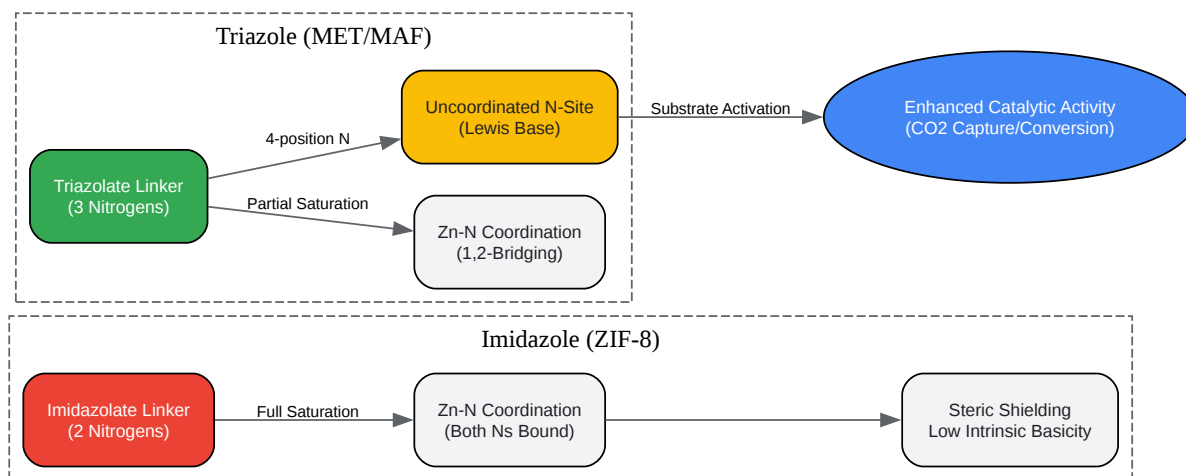 Triazole (MET/MAF)
Uncoordinated N-Site
(Lewis Base)
Substrate Activation
Enhanced Catalytic Activity
(CO2 Capture/Conversion)
4-position N
Triazolate Linker
(3 Nitrogens)
Partial Saturation
Zn-N Coordination
(1,2-Bridging)
Imidazole (ZIF-8)
Imidazolate Linker
(2 Nitrogens)
Full Saturation
Zn-N Coordination
(Both Ns Bound)
Steric Shielding
Low Intrinsic Basicity